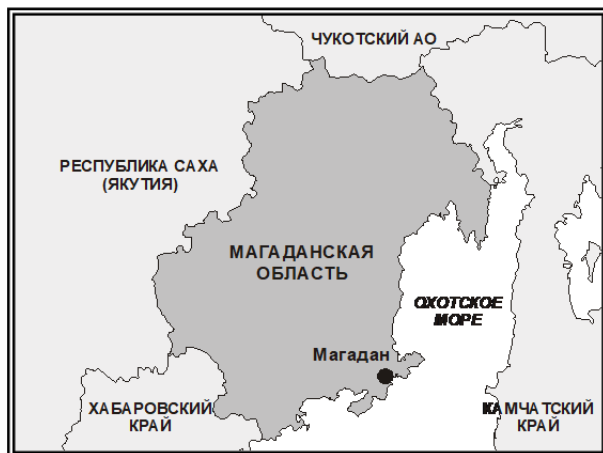 ЧУКОТСКИЙ АО
РЕСПУБЛИКА САХА
(ЯКУТИЯ)
МАГАДАНСКАЯ
ОБЛАСТЬ
ОХОТСКОЕ
МОРЕ
Магадан
ХАБАРОВСКИЙ
КРАЙ
КАМЧАТСКИЙ
КРАЙ